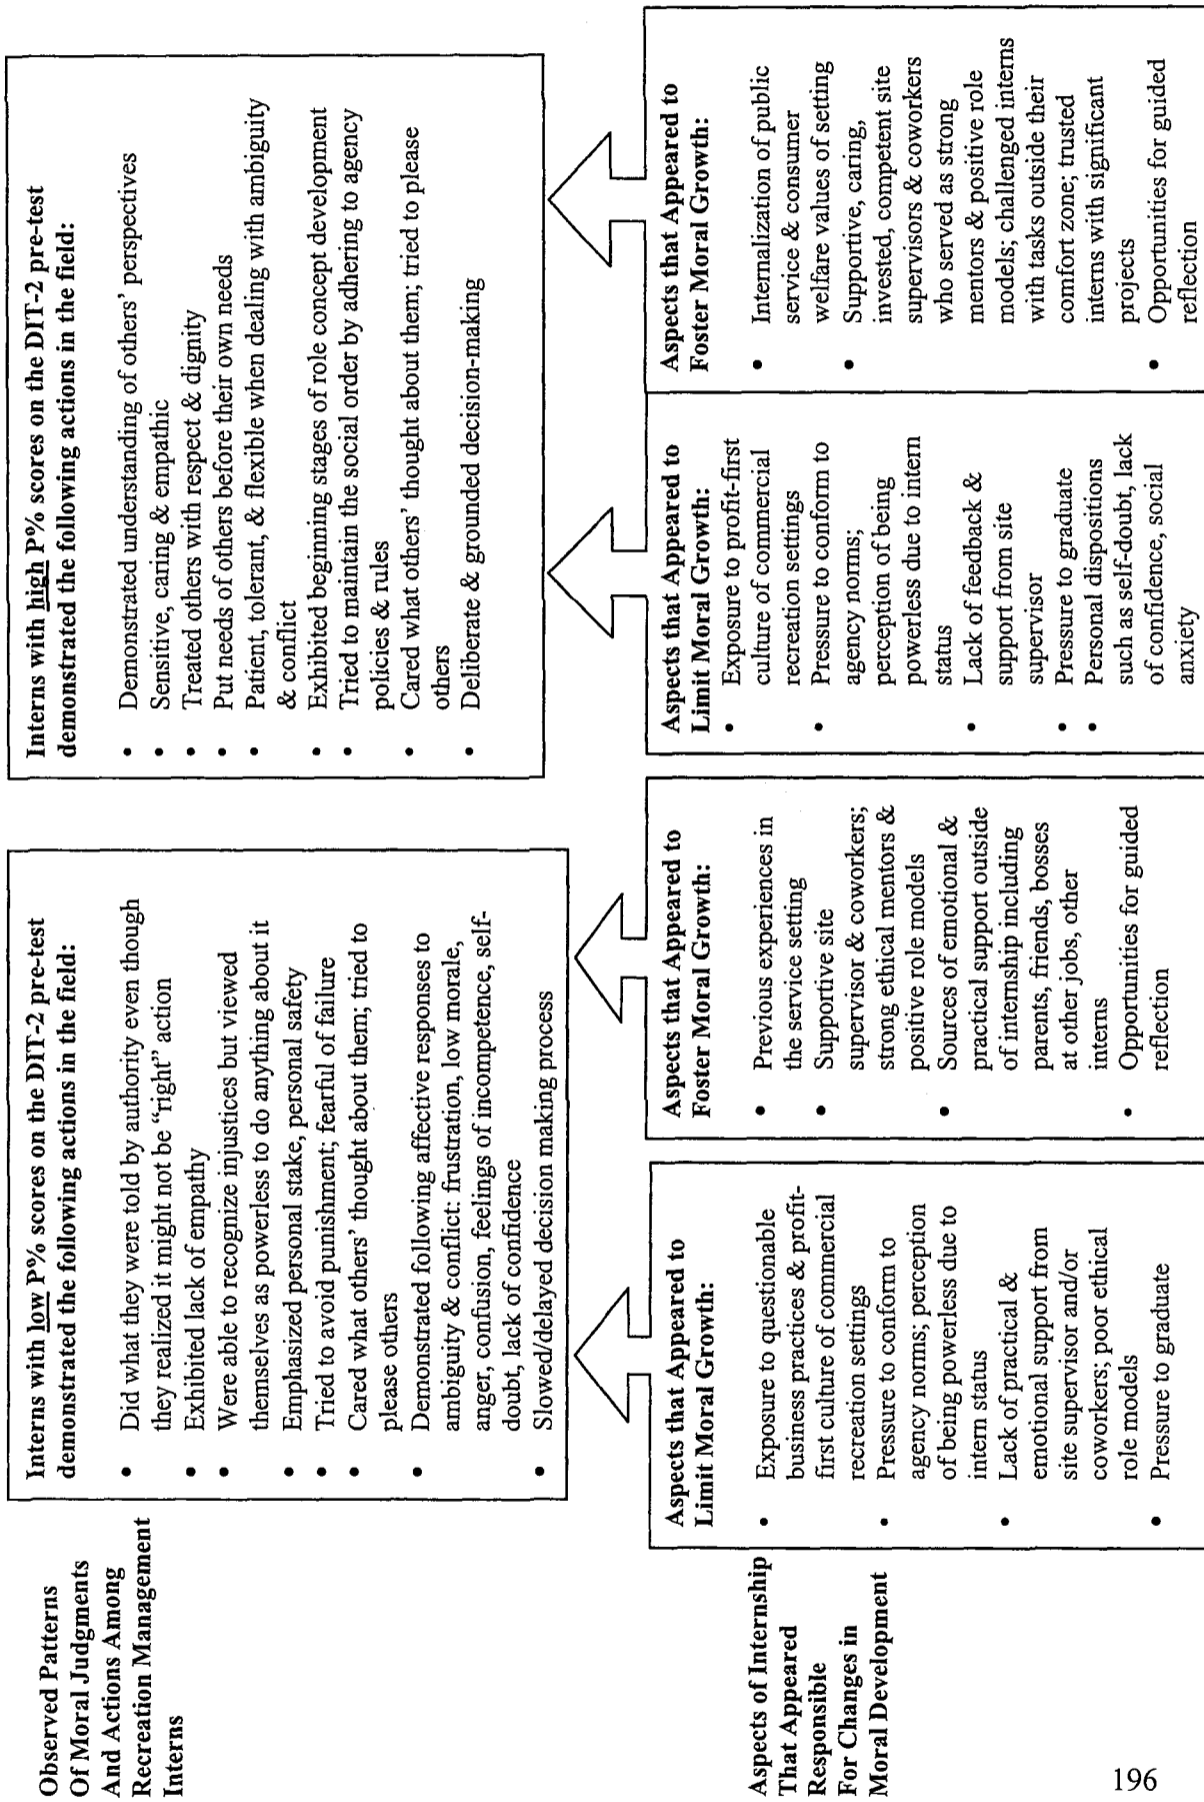 Observed Patterns
Of Moral Judgments
And Actions Among
Recreation Management
Interns
Interns with low P% scores on the DIT-2 pre-test
demonstrated the following actions in the field:
• Did what they were told by authority even though
they realized it might not be “right” action
• Exhibited lack of empathy
• Were able to recognize injustices but viewed
themselves as powerless to do anything about it
• Emphasized personal stake, personal safety
• Tried to avoid punishment; fearful of failure
• Cared what others’ thought about them; tried to
please others
• Demonstrated following affective responses to
ambiguity & conflict: frustration, low morale,
anger, confusion, feelings of incompetence, self-
doubt, lack of confidence
• Slowed/delayed decision making process
Interns with high P% scores on the DIT-2 pre-test
demonstrated the following actions in the field:
• Demonstrated understanding of others’ perspectives
• Sensitive, caring & empathic
• Treated others with respect & dignity
• Put needs of others before their own needs
• Patient, tolerant, & flexible when dealing with ambiguity
& conflict
• Exhibited beginning stages of role concept development
• Tried to maintain the social order by adhering to agency
policies & rules
• Cared what others’ thought about them; tried to please
others
• Deliberate & grounded decision-making
Aspects of Internship
That Appeared
Responsible
For Changes in
Moral Development
Aspects that Appeared to
Limit Moral Growth:
• Exposure to questionable
business practices & profit-
first culture of commercial
recreation settings
• Pressure to conform to
agency norms; perception
of being powerless due to
intern status
• Lack of practical &
emotional support from
site supervisor and/or
coworkers; poor ethical
role models
• Pressure to graduate
Aspects that Appeared to
Foster Moral Growth:
• Previous experiences in
the service setting
• Supportive site
supervisor & coworkers;
strong ethical mentors &
positive role models
• Sources of emotional &
practical support outside
of internship including
parents, friends, bosses
at other jobs, other
interns
• Opportunities for guided
reflection
Aspects that Appeared to
Limit Moral Growth:
• Exposure to profit-first
culture of commercial
recreation settings
• Pressure to conform to
agency norms;
perception of being
powerless due to intern
status
• Lack of feedback &
support from site
supervisor
• Pressure to graduate
• Personal dispositions
such as self-doubt, lack
of confidence, social
anxiety
Aspects that Appeared to
Foster Moral Growth:
• Internalization of public
service & consumer
welfare values of setting
• Supportive, caring,
invested, competent site
supervisors & coworkers
who served as strong
mentors & positive role
models; challenged interns
with tasks outside their
comfort zone; trusted
interns with significant
projects
• Opportunities for guided
reflection
196